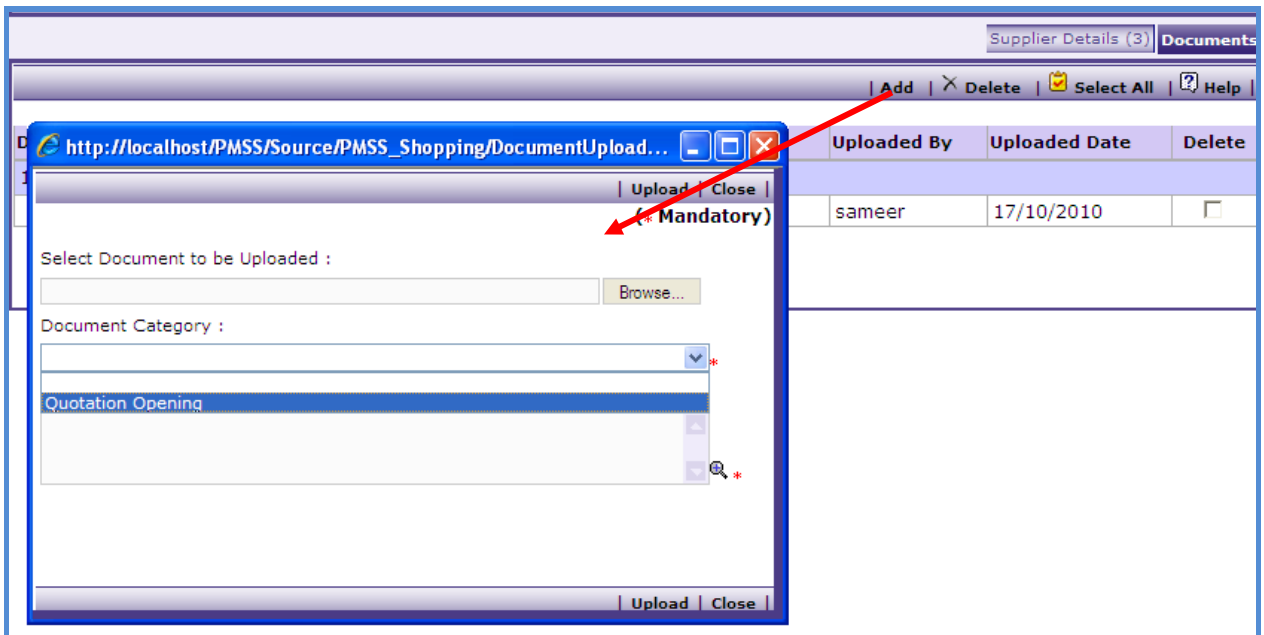 Supplier Details (3) Documents
| Add | Delete | Select All | Help |
D Uploaded By Uploaded Date Delete
1
sameer 17/10/2010
http://localhost/PMSS/Source/PMSS_Shopping/DocumentUpload...
| Upload | Close |
(* Mandatory)
Select Document to be Uploaded :
Browse...
Document Category :
*
Quotation Opening
*
| Upload | Close |